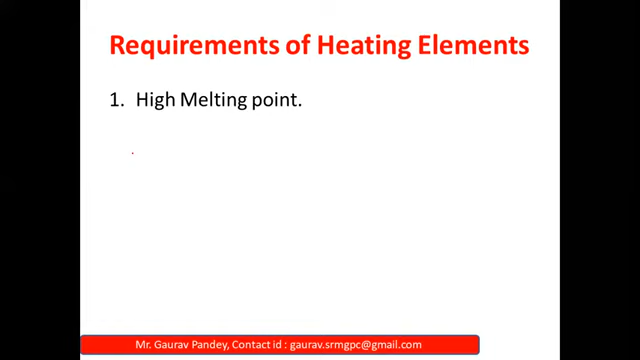 Requirements of Heating Elements
1. High Melting point.
Mr. Gaurav Pandey, Contact id : gaurav.srmgpc@gmail.com